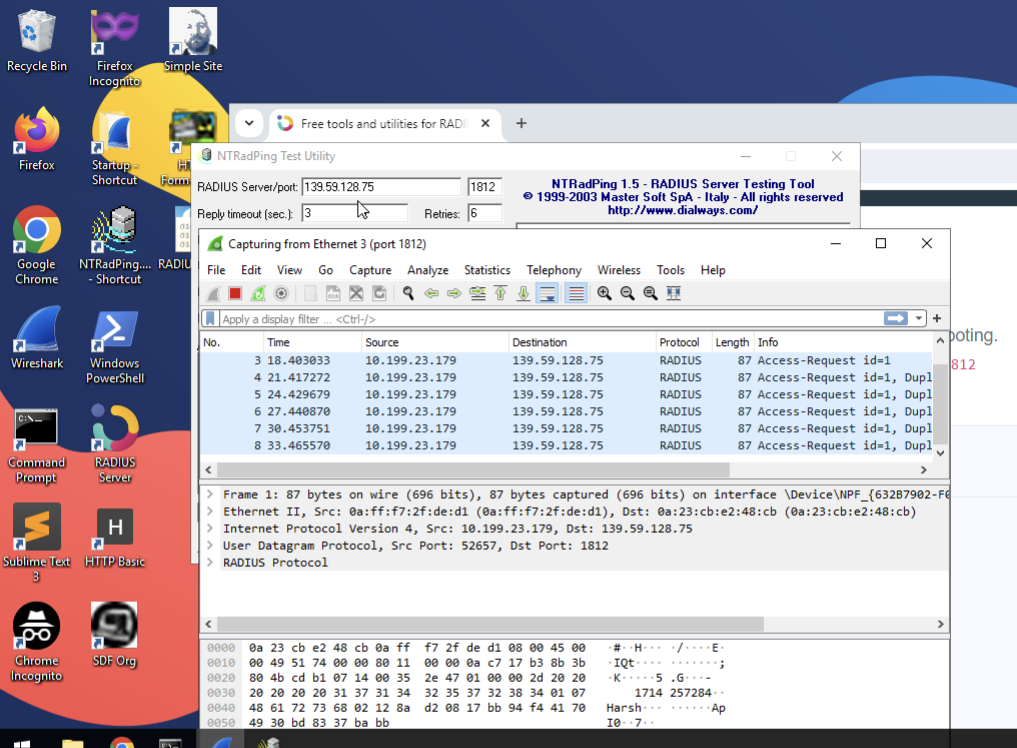 Recycle Bin
Firefox Incognito
Simple Site
Firefox
Startup - Shortcut
Google Chrome
NTRadPing.... - Shortcut
RADIU
Wireshark
Windows PowerShell
Command Prompt
RADIUS Server
Sublime Text 3
HTTP Basic
Chrome Incognito
SDF Org
Free tools and utilities for RADI
NTRadPing Test Utility
RADIUS Server/port: 139.59.128.75 1812
Reply timeout (sec.): 3 Retries: 6
NTRadPing 1.5 - RADIUS Server Testing Tool
© 1999-2003 Master Soft SpA - Italy - All rights reserved
http://www.dialways.com/
ooting.
812
Capturing from Ethernet 3 (port 1812)
File Edit View Go Capture Analyze Statistics Telephony Wireless Tools Help
Apply a display filter ... <Ctrl-/>
No. Time Source Destination Protocol Length Info
3 18.403033 10.199.23.179 139.59.128.75 RADIUS 87 Access-Request id=1
4 21.417272 10.199.23.179 139.59.128.75 RADIUS 87 Access-Request id=1, Dupl
5 24.429679 10.199.23.179 139.59.128.75 RADIUS 87 Access-Request id=1, Dupl
6 27.440870 10.199.23.179 139.59.128.75 RADIUS 87 Access-Request id=1, Dupl
7 30.453751 10.199.23.179 139.59.128.75 RADIUS 87 Access-Request id=1, Dupl
8 33.465570 10.199.23.179 139.59.128.75 RADIUS 87 Access-Request id=1, Dupl
Frame 1: 87 bytes on wire (696 bits), 87 bytes captured (696 bits) on interface \Device\NPF_{632B7902-F
Ethernet II, Src: 0a:ff:f7:2f:de:d1 (0a:ff:f7:2f:de:d1), Dst: 0a:23:cb:e2:48:cb (0a:23:cb:e2:48:cb)
Internet Protocol Version 4, Src: 10.199.23.179, Dst: 139.59.128.75
User Datagram Protocol, Src Port: 52657, Dst Port: 1812
RADIUS Protocol
0000 0a 23 cb e2 48 cb 0a ff f7 2f de d1 08 00 45 00 ·#··H··· ·/····E·
0010 00 49 51 74 00 00 80 11 00 00 0a c7 17 b3 8b 3b ·IQt···· ·······;
0020 80 4b cd b1 07 14 00 35 2e 47 01 00 00 2d 20 20 ·K·····5 .G···-
0030 20 20 20 20 31 37 31 34 32 35 37 32 38 34 01 07 1714 257284··
0040 48 61 72 73 68 02 12 8a d2 08 17 bb 94 f4 41 70 Harsh··· ······Ap
0050 49 30 bd 83 37 ba bb I0··7··